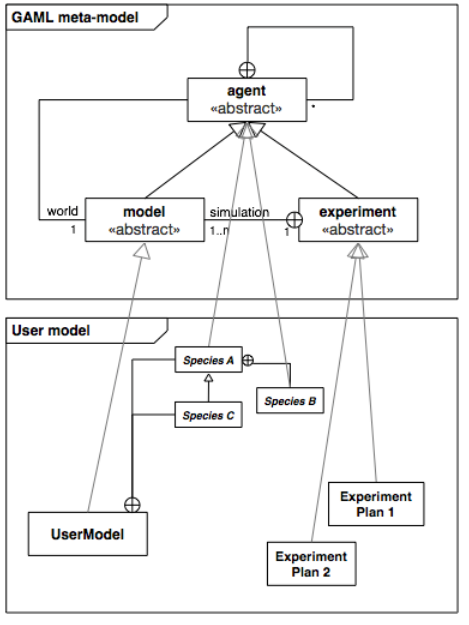 GAML meta-model
agent
«abstract»
*
world
1
model
«abstract»
simulation
1..n
1
experiment
«abstract»
User model
Species A
Species B
Species C
UserModel
Experiment
Plan 1
Experiment
Plan 2